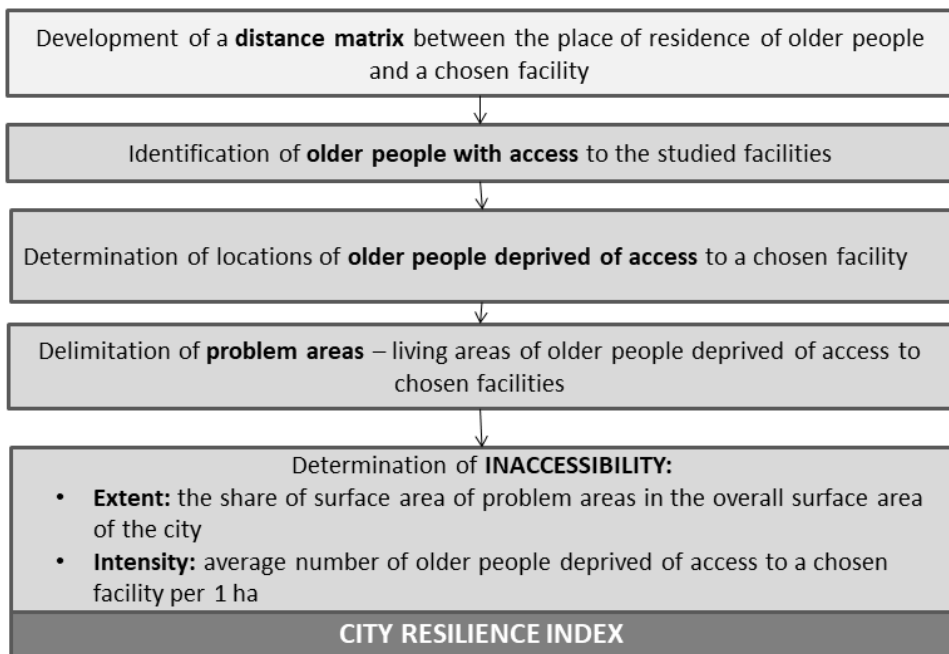 Development of a distance matrix between the place of residence of older people
and a chosen facility
Identification of older people with access to the studied facilities
Determination of locations of older people deprived of access to a chosen facility
Delimitation of problem areas – living areas of older people deprived of access to
chosen facilities
Determination of INACCESSIBILITY:
• Extent: the share of surface area of problem areas in the overall surface area
of the city
• Intensity: average number of older people deprived of access to a chosen
facility per 1 ha
CITY RESILIENCE INDEX